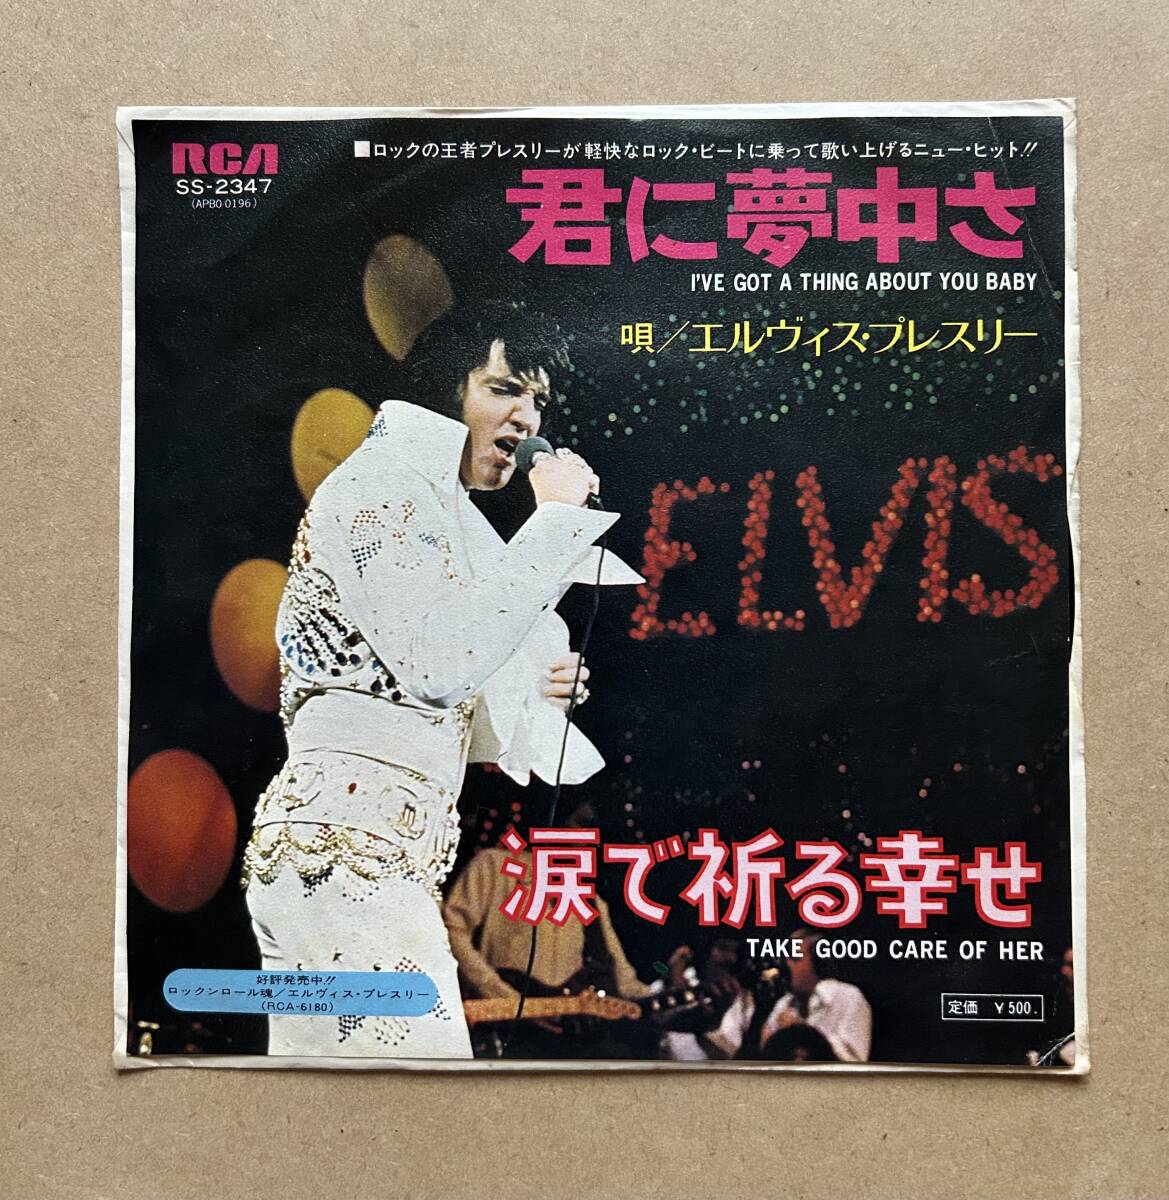 RCA
SS-2347
(APBO 0196)
■ロックの王者プレスリーが軽快なロック・ビートに乗って歌い上げるニュー・ヒット!!
君に夢中さ
I'VE GOT A THING ABOUT YOU BABY
唄／エルヴィス・プレスリー
ELVIS
涙で祈る幸せ
TAKE GOOD CARE OF HER
好評発売中!!
ロックンロール魂／エルヴィス・プレスリー
(RCA-6180)
定価 ￥500.